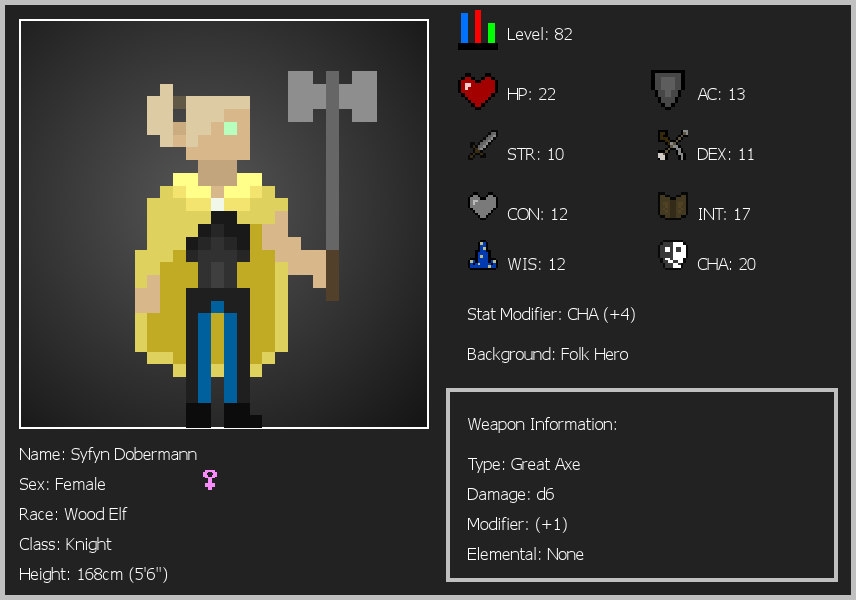 Level: 82
HP: 22
AC: 13
STR: 10
DEX: 11
CON: 12
INT: 17
WIS: 12
CHA: 20
Stat Modifier: CHA (+4)
Background: Folk Hero
Weapon Information:
Type: Great Axe
Damage: d6
Modifier: (+1)
Elemental: None
Name: Syfyn Dobermann
Sex: Female
Race: Wood Elf
Class: Knight
Height: 168cm (5'6")